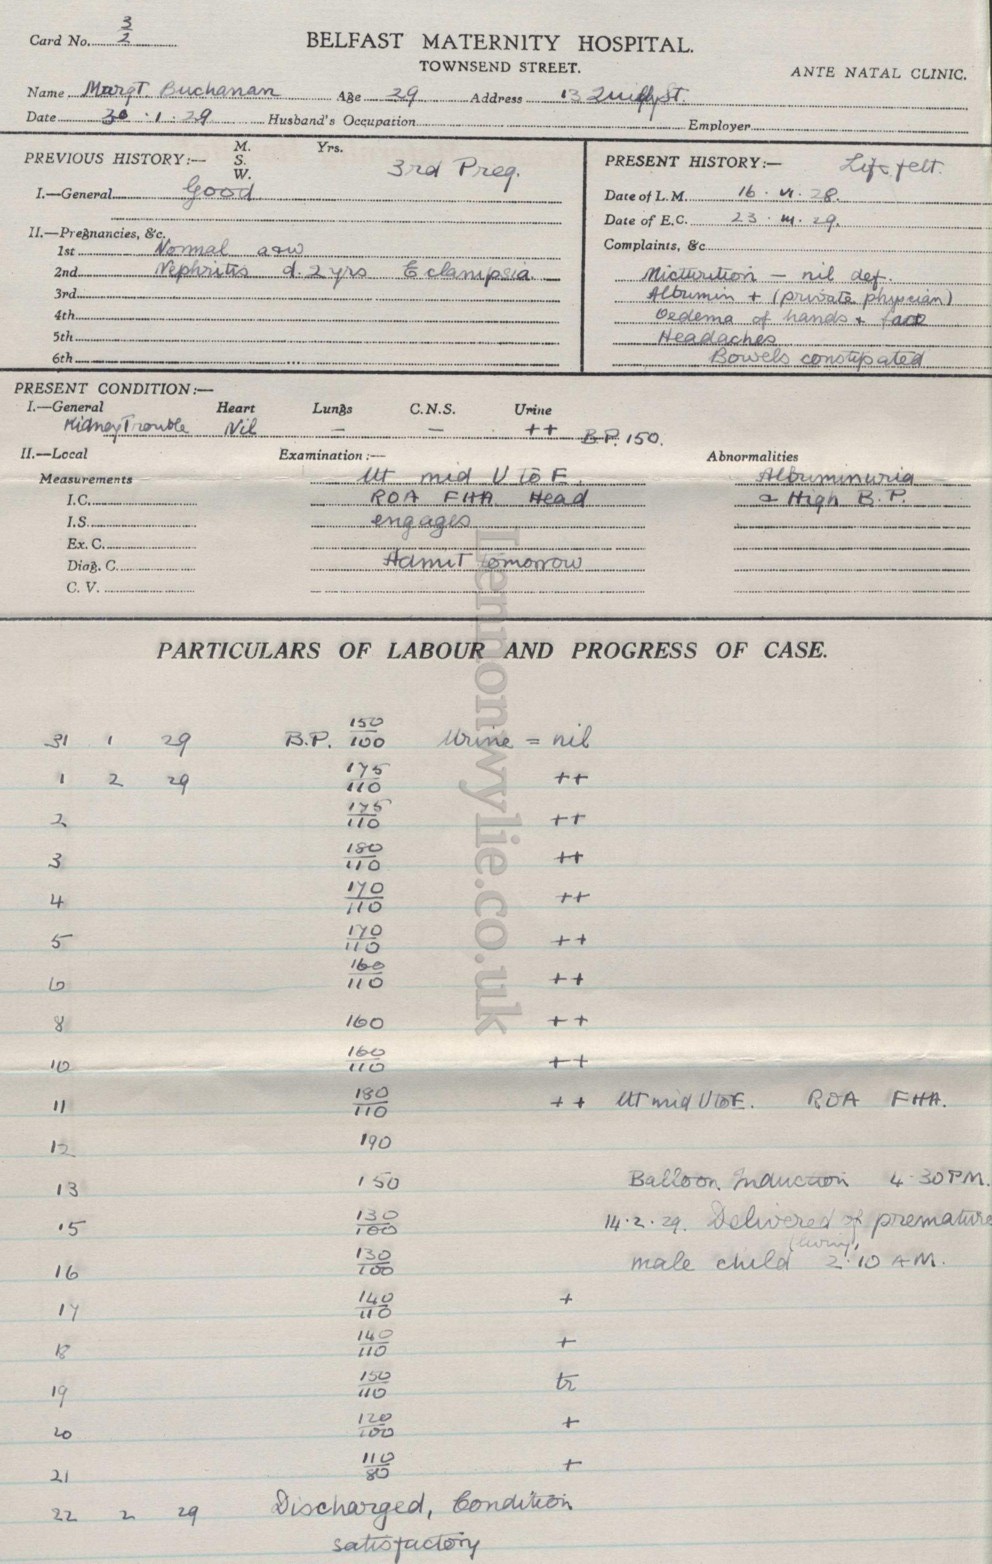 Card No. 3/2
BELFAST MATERNITY HOSPITAL.
TOWNSEND STREET.
ANTE NATAL CLINIC.
Name Margt. Buchanan Age 29 Address 13 St.
Date 30.1.29 Husband's Occupation Employer
PREVIOUS HISTORY:— M. S. W. Yrs. 3rd Preg.
I.—General Good
II.—Pregnancies, &c.
1st Normal a&w
2nd Nephritis d. 2 yrs Eclampsia.
3rd
4th
5th
6th
PRESENT HISTORY:— Life felt.
Date of L.M. 16. VI. 28.
Date of E.C. 23. III. 29.
Complaints, &c
Micturition — nil def.
Albumin + (private physcian)
Oedema of hands + face
Headaches
Bowels constipated
PRESENT CONDITION:—
I.—General Heart Lungs C.N.S. Urine
Kidney Trouble Nil — — ++ B.P. 150.
II.—Local Examination:— Abnormalities
Measurements Ut mid U to E. Albuminuria
I.C. ROA FHA Head & High B.P.
I.S. engages
Ex. C.
Diag. C. Admit tomorrow
C. V.
PARTICULARS OF LABOUR AND PROGRESS OF CASE.
31 1 29 B.P. 150/100 Urine = nil
1 2 29 175/110 ++
2 175/110 ++
3 180/110 ++
4 170/110 ++
5 170/110 ++
6 160/110 ++
8 160 ++
10 160/110 ++
11 180/110 ++ Ut mid U to E. ROA FHA.
12 190
13 150 Balloon Induction 4.30 P.M.
15 130/100 14.2.29. Delivered of premature
16 130/100 male child (living), 2.10 A.M.
17 140/110 +
18 140/110 +
19 150/110 tr
20 120/100 +
21 110/80 +
22 2 29 Discharged, Condition
satisfactory
Lennonwylie.co.uk